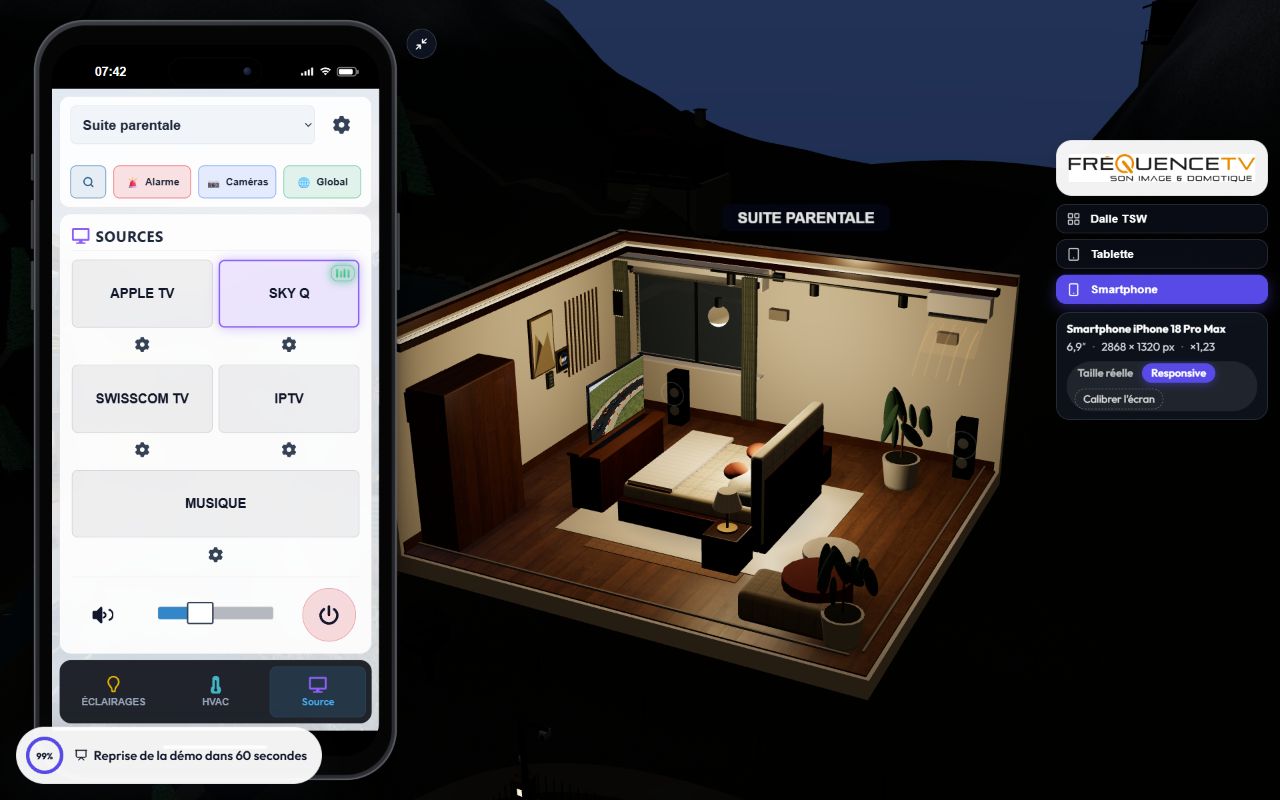 07:42
Suite parentale
Alarme
Caméras
Global
SOURCES
APPLE TV
SKY Q
SWISSCOM TV
IPTV
MUSIQUE
ÉCLAIRAGES
HVAC
Source
99%
Reprise de la démo dans 60 secondes
SUITE PARENTALE
FRÉQUENCETV
SON IMAGE & DOMOTIQUE
Dalle TSW
Tablette
Smartphone
Smartphone iPhone 18 Pro Max
6,9″ · 2868 × 1320 px · ×1,23
Taille réelle
Responsive
Calibrer l'écran